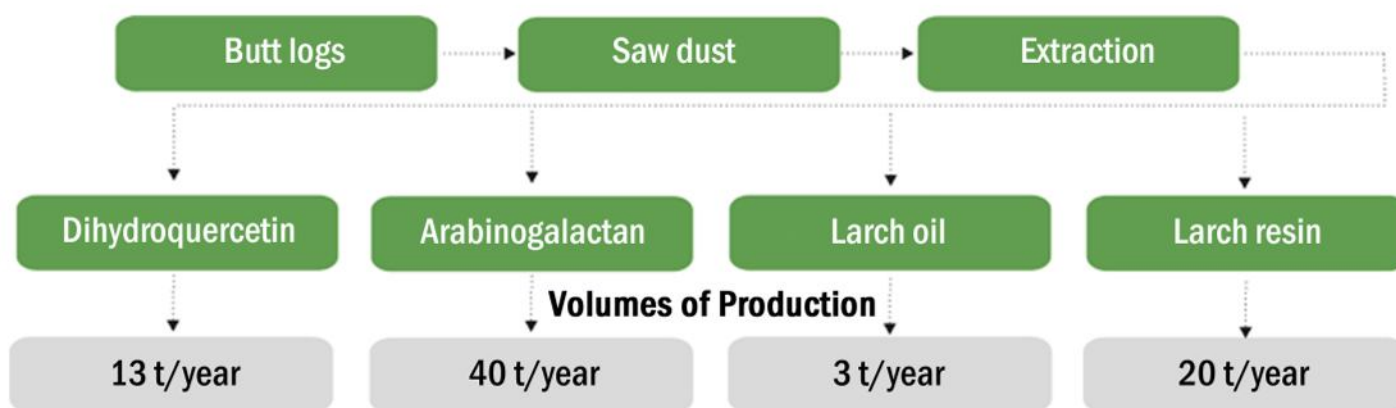 Butt logs
Saw dust
Extraction
Dihydroquercetin
Arabinogalactan
Larch oil
Larch resin
Volumes of Production
13 t/year
40 t/year
3 t/year
20 t/year